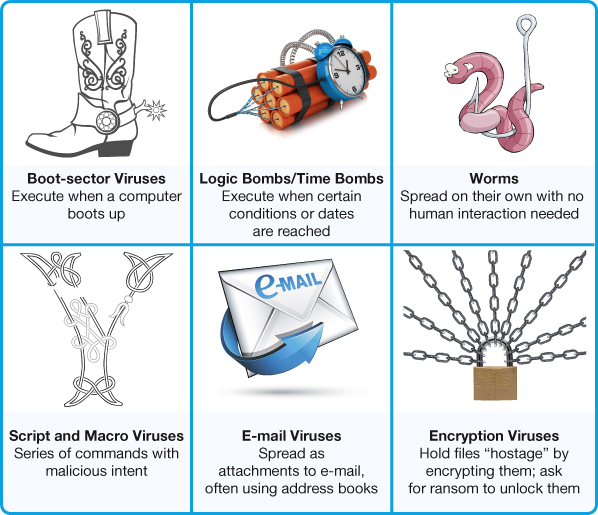 Boot-sector Viruses
Execute when a computer
boots up
Logic Bombs/Time Bombs
Execute when certain
conditions or dates
are reached
Worms
Spread on their own with no
human interaction needed
Script and Macro Viruses
Series of commands with
malicious intent
e-MAIL
E-mail Viruses
Spread as
attachments to e-mail,
often using address books
Encryption Viruses
Hold files “hostage” by
encrypting them; ask
for ransom to unlock them